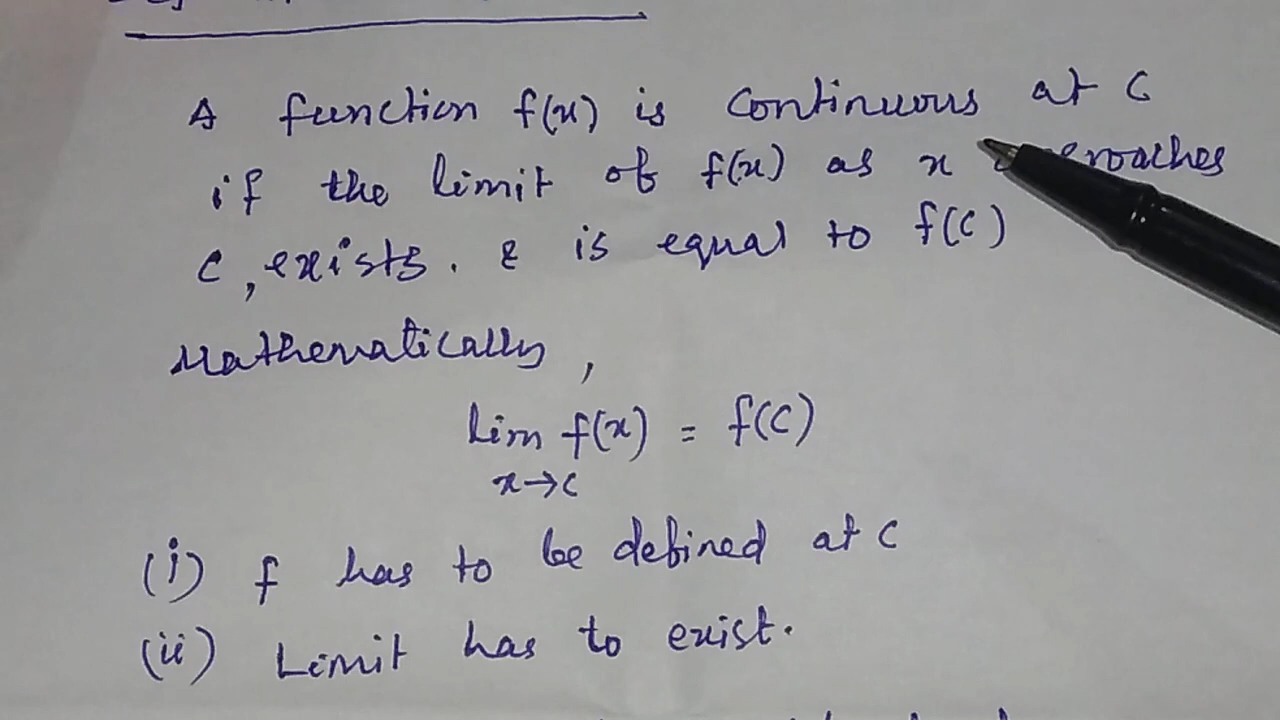 A function f(x) is continuous at C
if the limit of f(x) as x approaches
C, exists. & is equal to f(C)
Mathematically,
lim f(x) = f(C)
x→C
(i) f has to be defined at C
(ii) Limit has to exist.